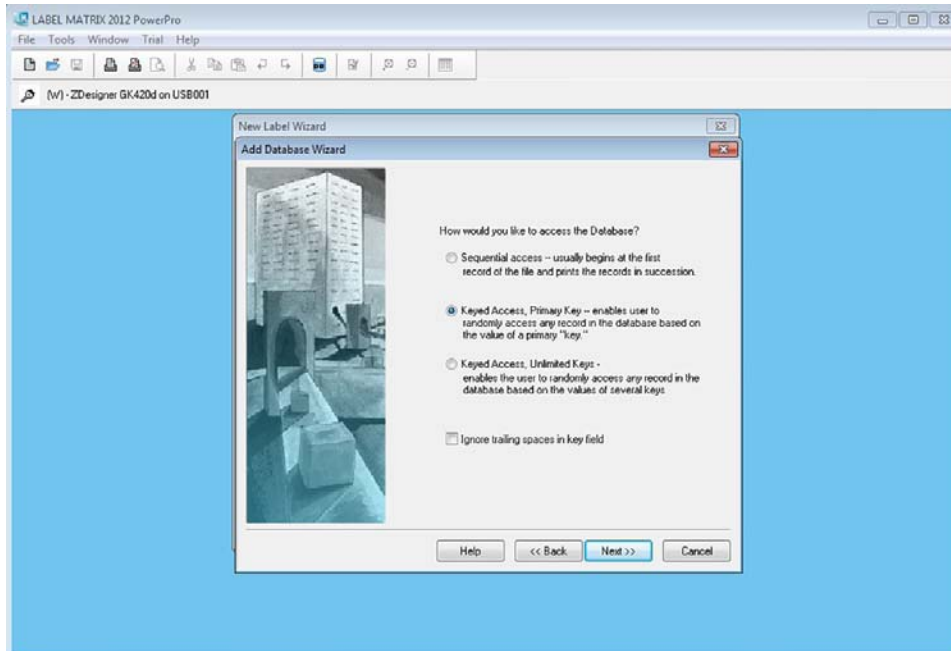 LABEL MATRIX 2012 PowerPro
File Tools Window Trial Help
(W) - ZDesigner GK420d on USB001
New Label Wizard
Add Database Wizard
How would you like to access the Database?
Sequential access -- usually begins at the first
record of the file and prints the records in succession.
Keyed Access, Primary Key -- enables user to
randomly access any record in the database based on
the value of a primary "key."
Keyed Access, Unlimited Keys -
enables the user to randomly access any record in the
database based on the values of several keys
Ignore trailing spaces in key field
Help << Back Next >> Cancel